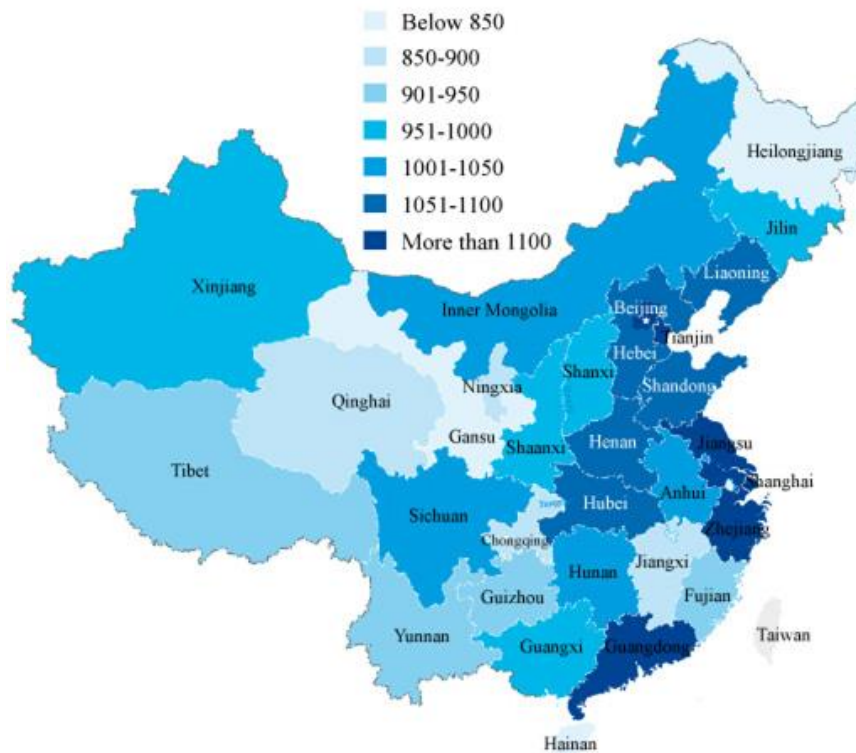 Below 850
850-900
901-950
951-1000
1001-1050
1051-1100
More than 1100
Heilongjiang
Jilin
Liaoning
Xinjiang
Inner Mongolia
Beijing
Tianjin
Hebei
Shanxi
Shandong
Ningxia
Qinghai
Gansu
Shaanxi
Henan
Jiangsu
Tibet
Shanghai
Anhui
Sichuan
Hubei
Zhejiang
Chongqing
Jiangxi
Hunan
Guizhou
Fujian
Yunnan
Guangxi
Guangdong
Taiwan
Hainan